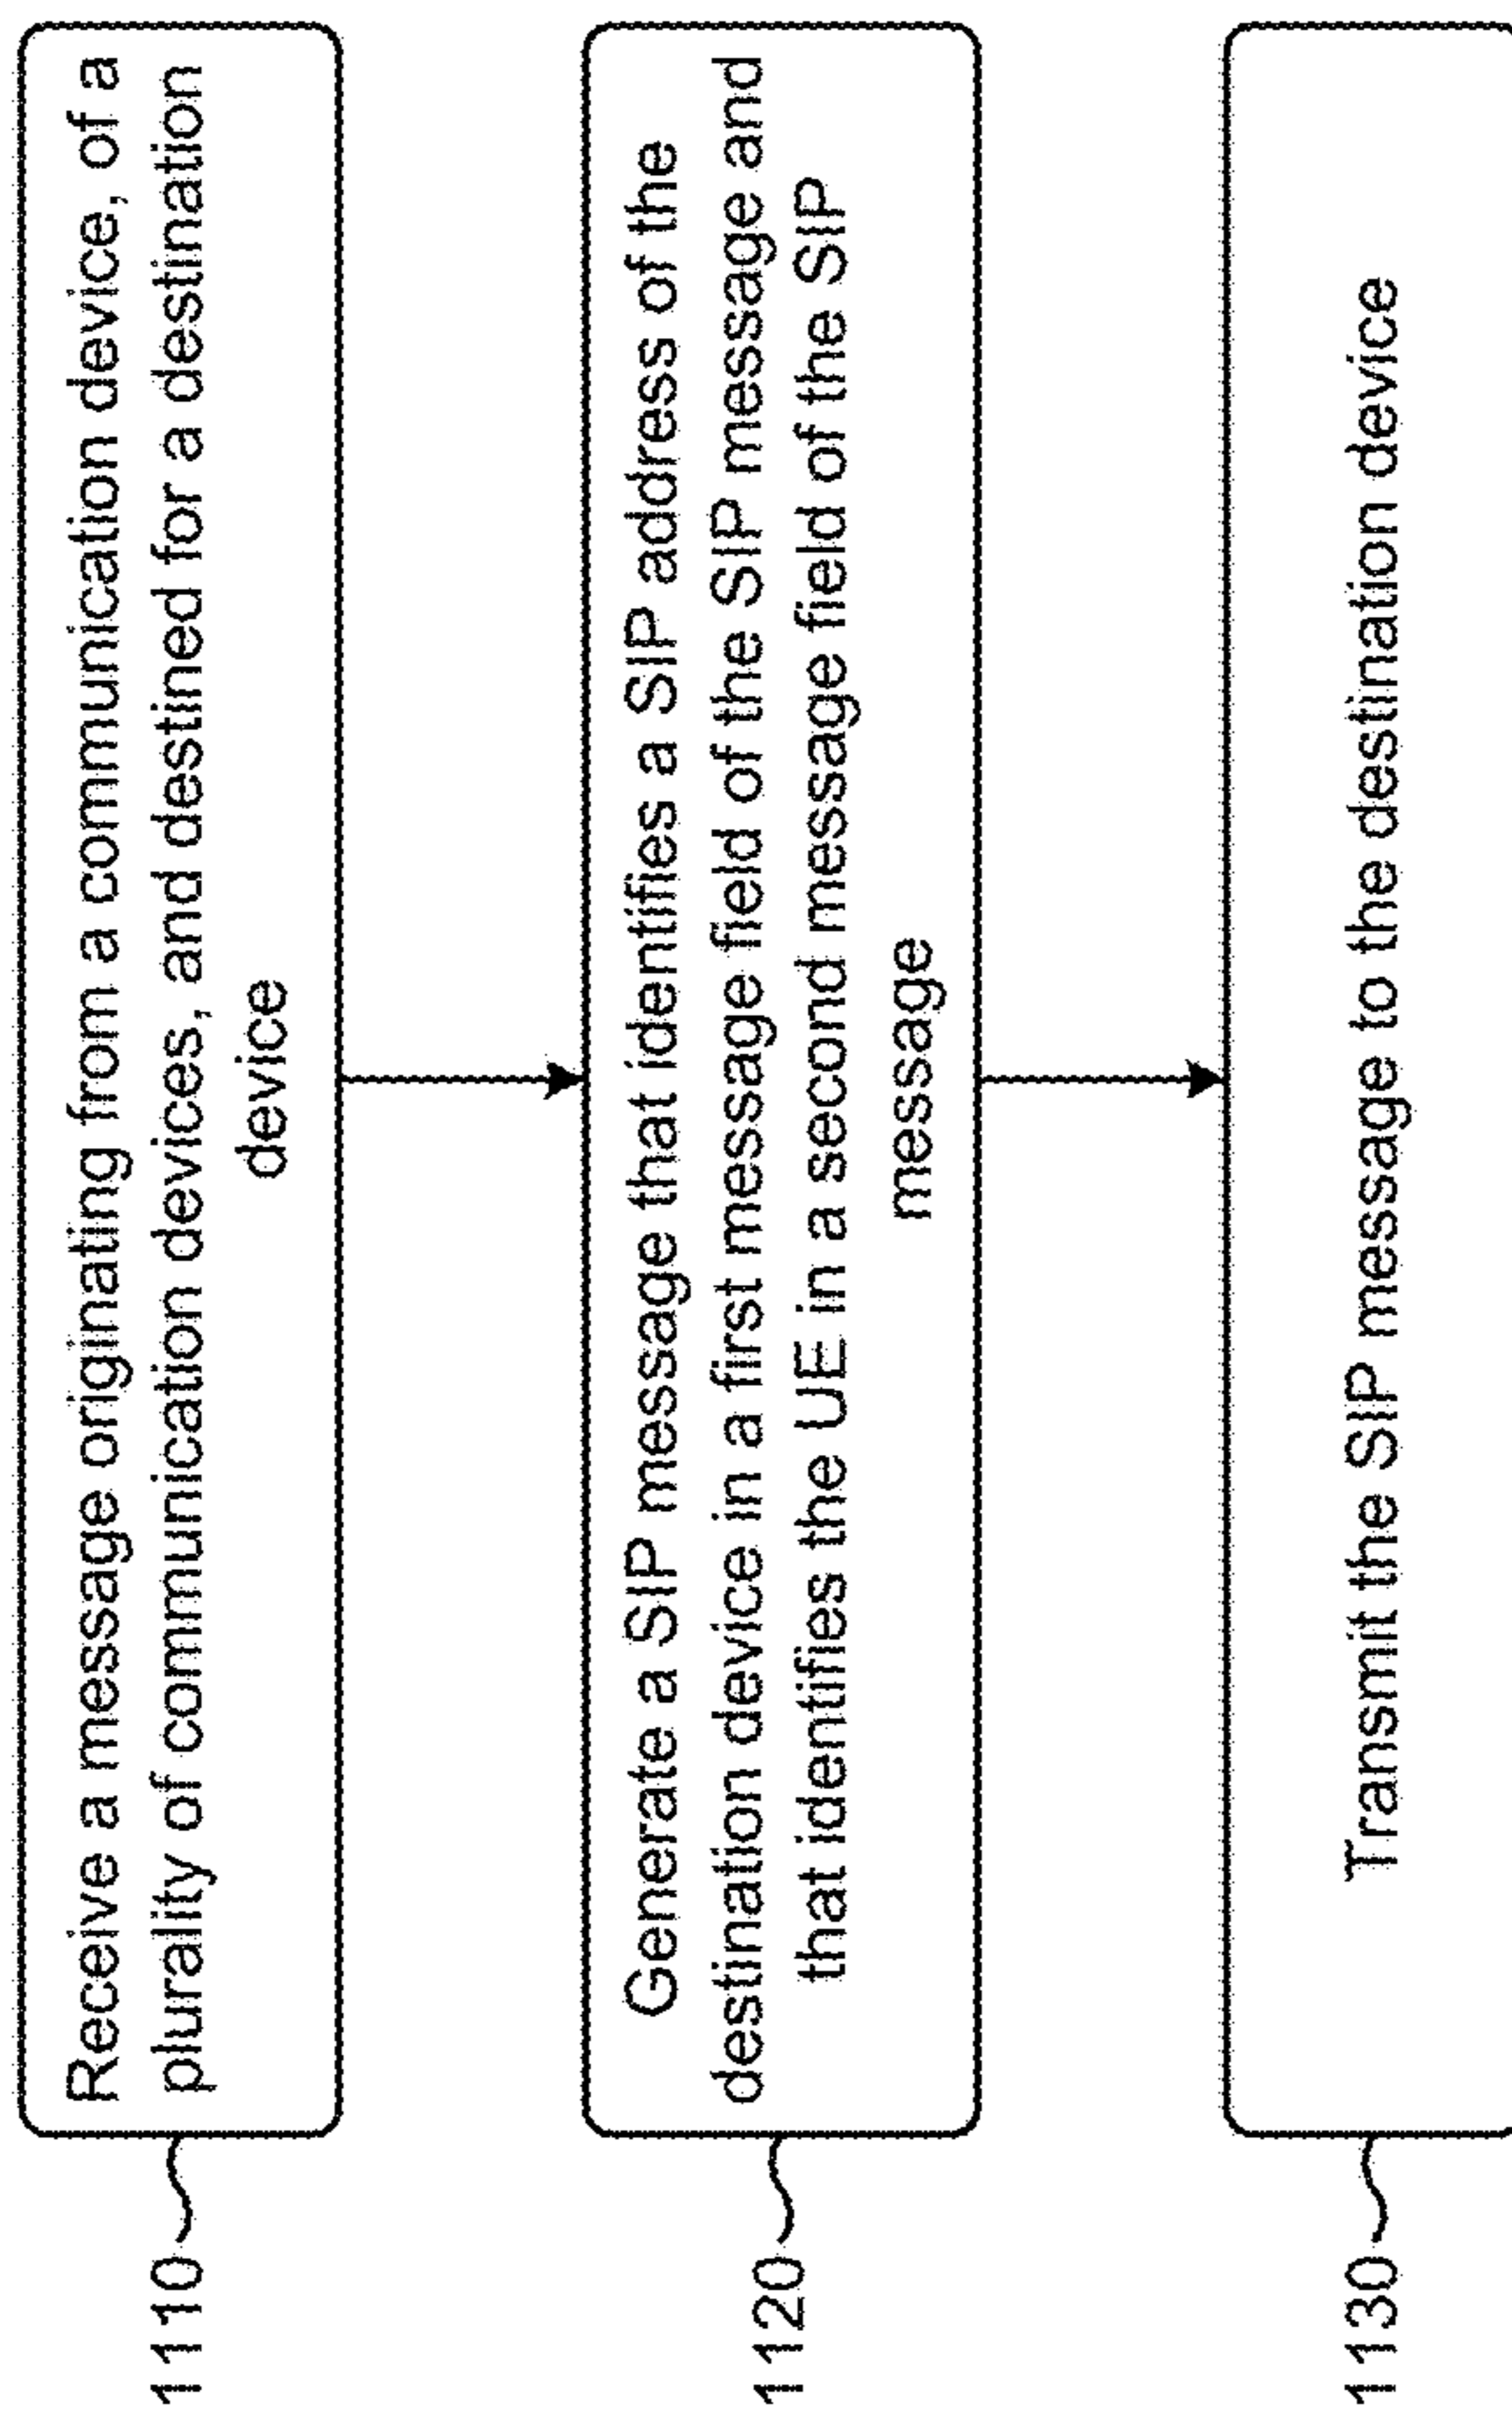 1110
Receive a message originating from a communication device, of a
plurality of communication devices, and destined for a destination
device
1120
Generate a SIP message that identifies a SIP address of the
destination device in a first message field of the SIP message and
that identifies the UE in a second message field of the SIP
message
1130
Transmit the SIP message to the destination device